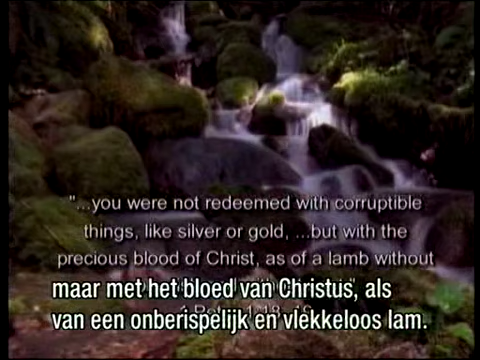 "...you were not redeemed with corruptible
things, like silver or gold, ...but with the
precious blood of Christ, as of a lamb without
maar met het bloed van Christus, als
van een onberispelijk en vlekkeloos lam.